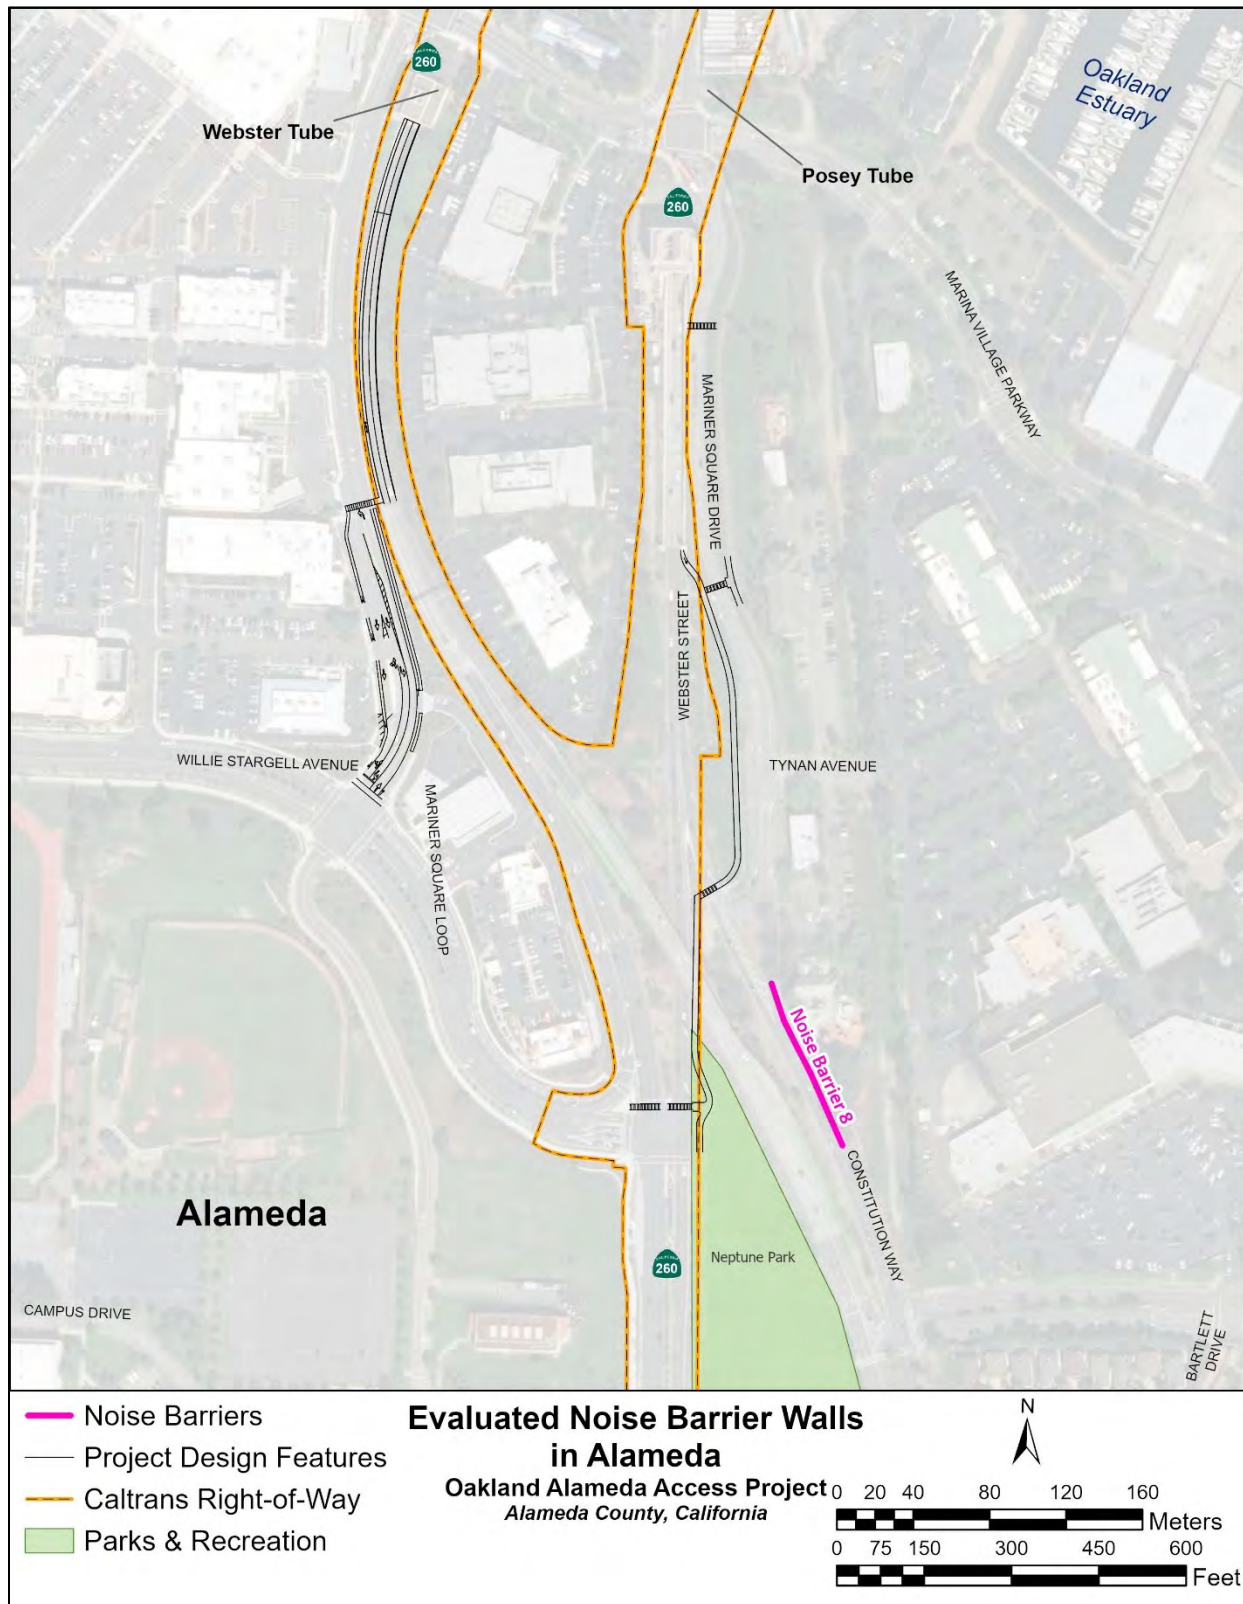 260
Oakland
Estuary
Webster Tube
Posey Tube
260
MARINA VILLAGE PARKWAY
MARINER SQUARE DRIVE
WEBSTER STREET
WILLIE STARGELL AVENUE
TYNAN AVENUE
MARINER SQUARE LOOP
Noise Barrier 8
CONSTITUTION WAY
Alameda
Neptune Park
260
CAMPUS DRIVE
BARTLETT
DRIVE
Noise Barriers
Project Design Features
Caltrans Right-of-Way
Parks & Recreation
Evaluated Noise Barrier Walls
in Alameda
Oakland Alameda Access Project
Alameda County, California
N
0 20 40 80 120 160
Meters
0 75 150 300 450 600
Feet